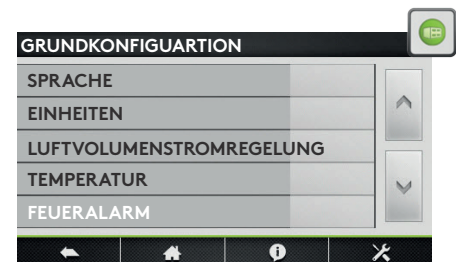 GRUNDKONFIGUARTION
SPRACHE
EINHEITEN
LUFTVOLUMENSTROMREGELUNG
TEMPERATUR
FEUERALARM